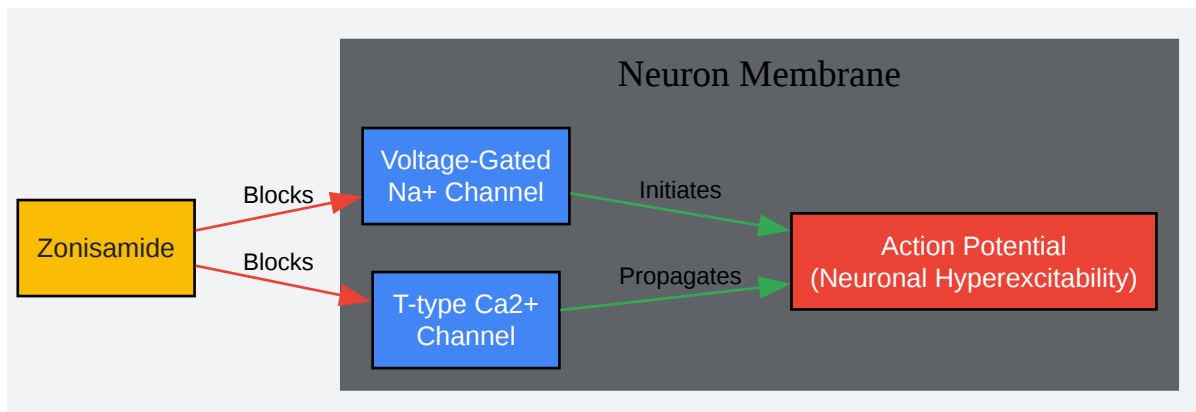 Neuron Membrane
Voltage-Gated
Na+ Channel
Initiates
Blocks
Zonisamide
Action Potential
(Neuronal Hyperexcitability)
Blocks
Propagates
T-type Ca2+
Channel